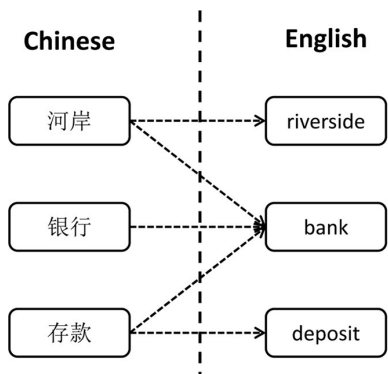 Chinese
English
河岸
riverside
银行
bank
存款
deposit